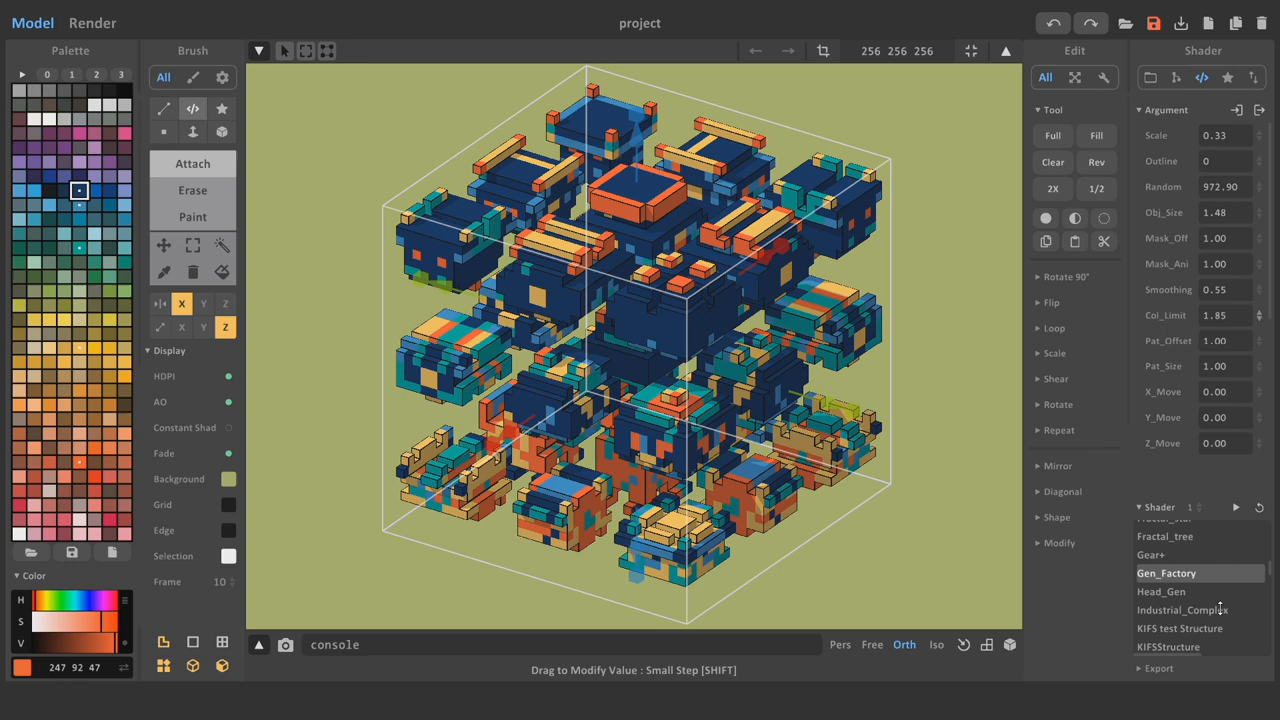 Model Render
project
Palette
Brush
256 256 256
Edit
Shader
0 1 2 3
All
All
Attach
Erase
Paint
X Y Z
X Y Z
Display
HDPI
AO
Constant Shad
Fade
Background
Grid
Edge
Selection
Frame 10
Color
H
S
V
247 92 47
console
Pers Free Orth Iso
Drag to Modify Value : Small Step [SHIFT]
Tool
Full Fill
Clear Rev
2X 1/2
Rotate 90°
Flip
Loop
Scale
Shear
Rotate
Repeat
Mirror
Diagonal
Shape
Modify
Argument
Scale 0.33
Outline 0
Random 972.90
Obj_Size 1.48
Mask_Off 1.00
Mask_Ani 1.00
Smoothing 0.55
Col_Limit 1.85
Pat_Offset 1.00
Pat_Size 1.00
X_Move 0.00
Y_Move 0.00
Z_Move 0.00
Shader 1
Fractal_star
Fractal_tree
Gear+
Gen_Factory
Head_Gen
Industrial_Complex
KIFS test Structure
KIFSStructure
Export